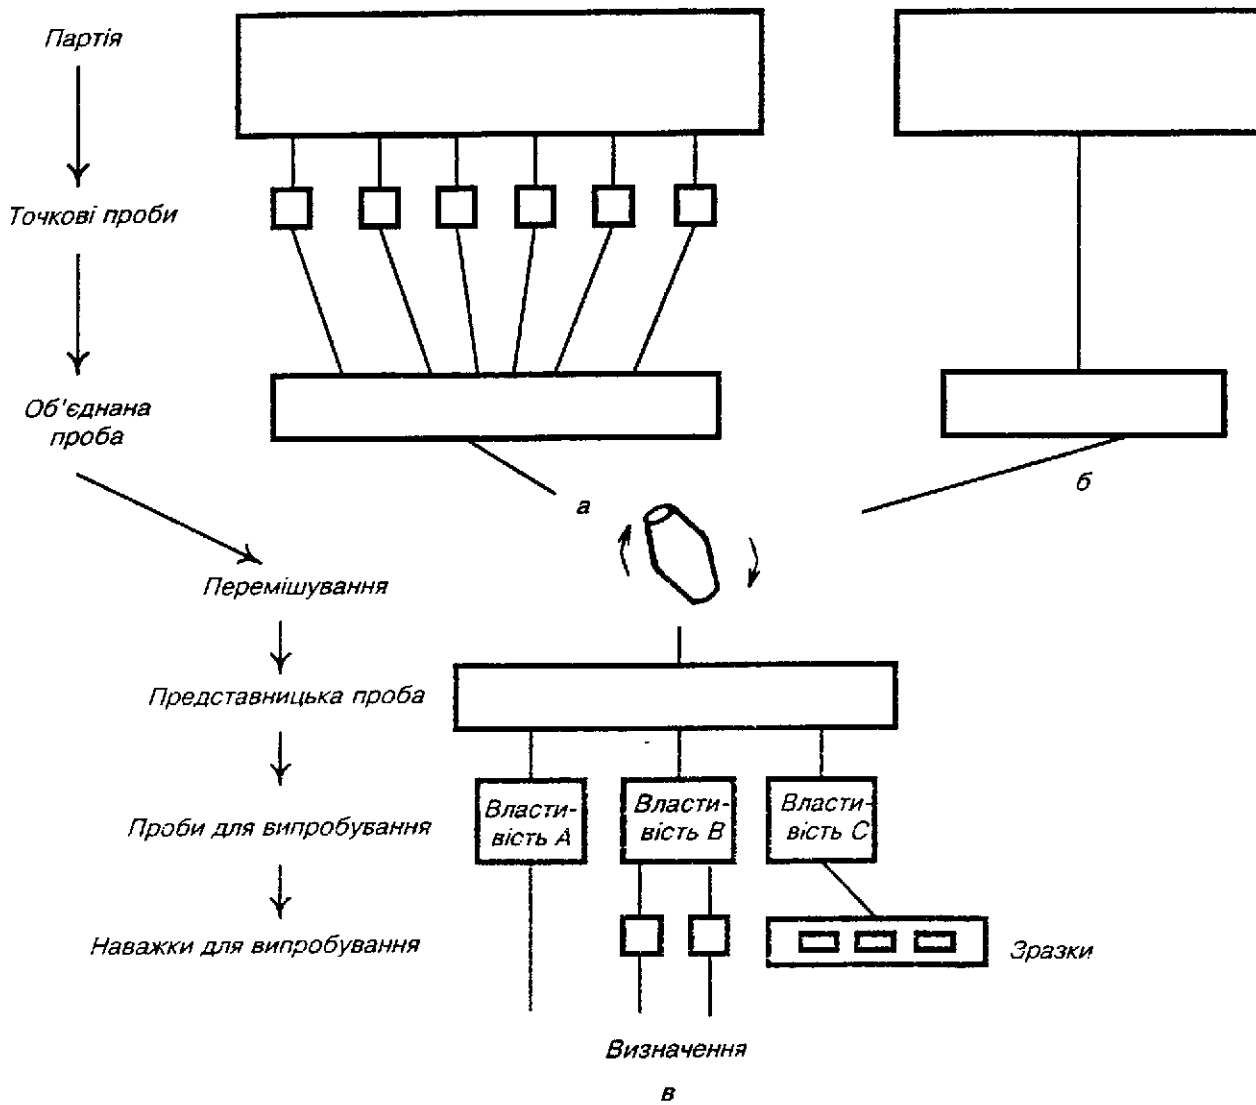 Партія
Точкові проби
Об'єднана
проба
а
б
Перемішування
Представницька проба
Проби для випробування
Власти-
вість А
Власти-
вість В
Власти-
вість С
Наважки для випробування
Зразки
Визначення
в